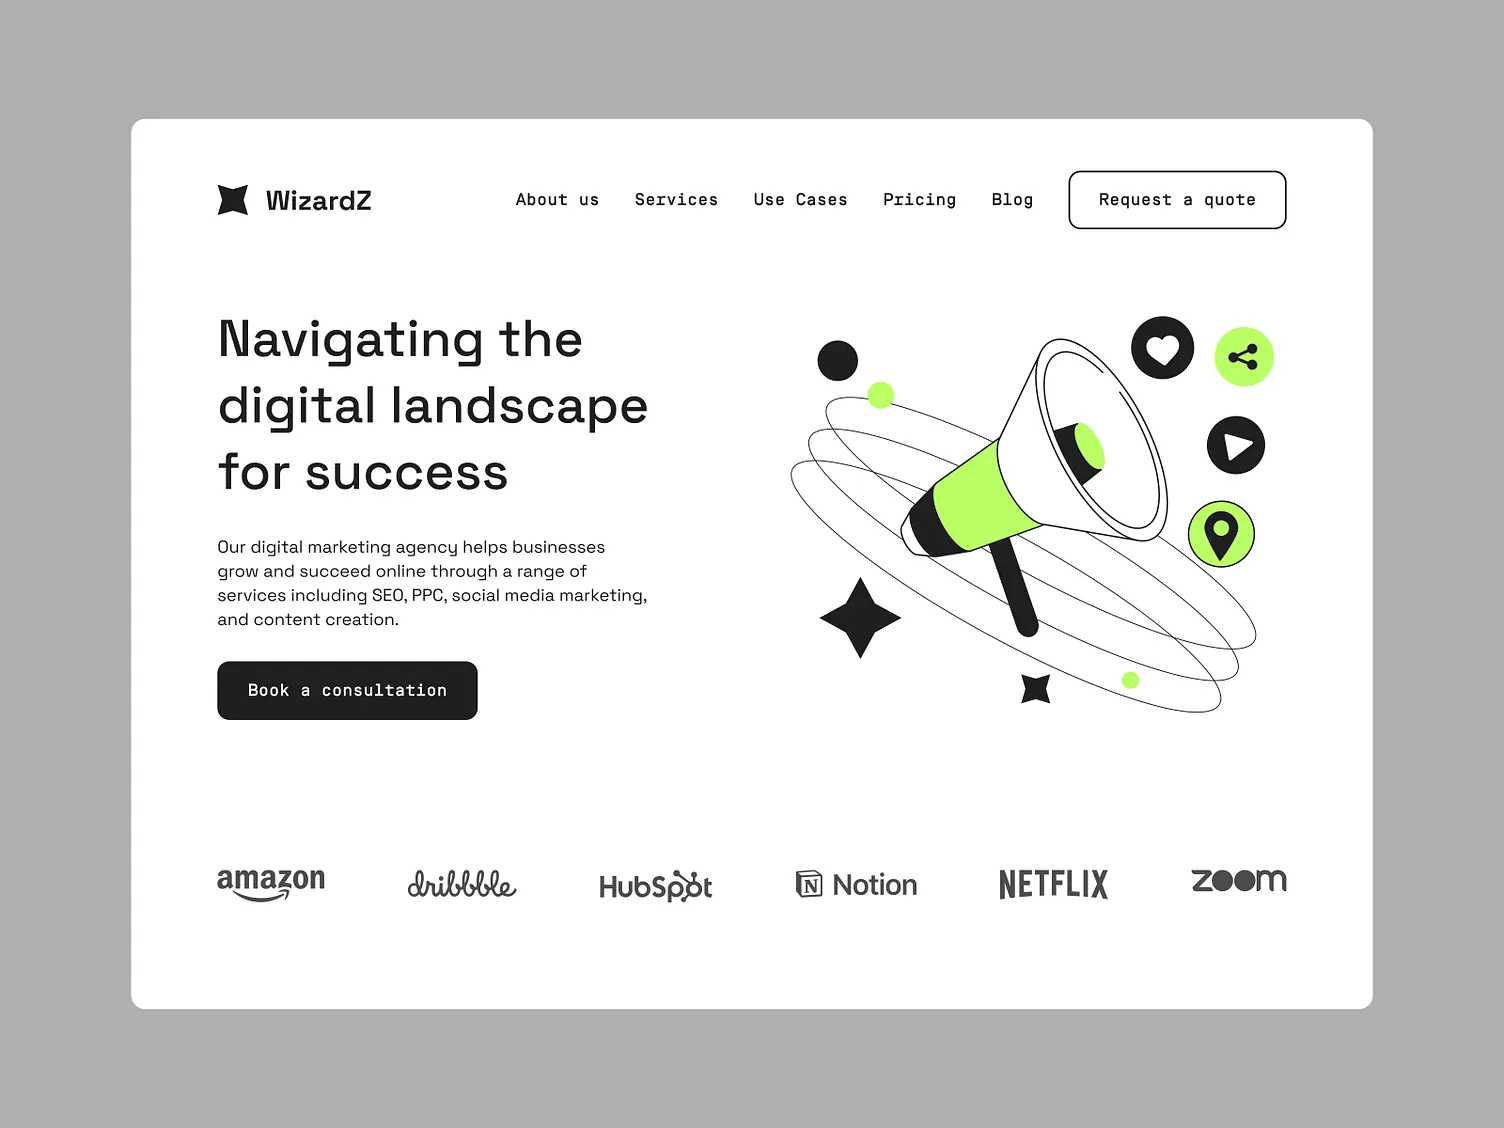 WizardZ
About us
Services
Use Cases
Pricing
Blog
Request a quote
Navigating the
digital landscape
for success
Our digital marketing agency helps businesses
grow and succeed online through a range of
services including SEO, PPC, social media marketing,
and content creation.
Book a consultation
amazon
dribbble
HubSpot
N Notion
NETFLIX
zoom